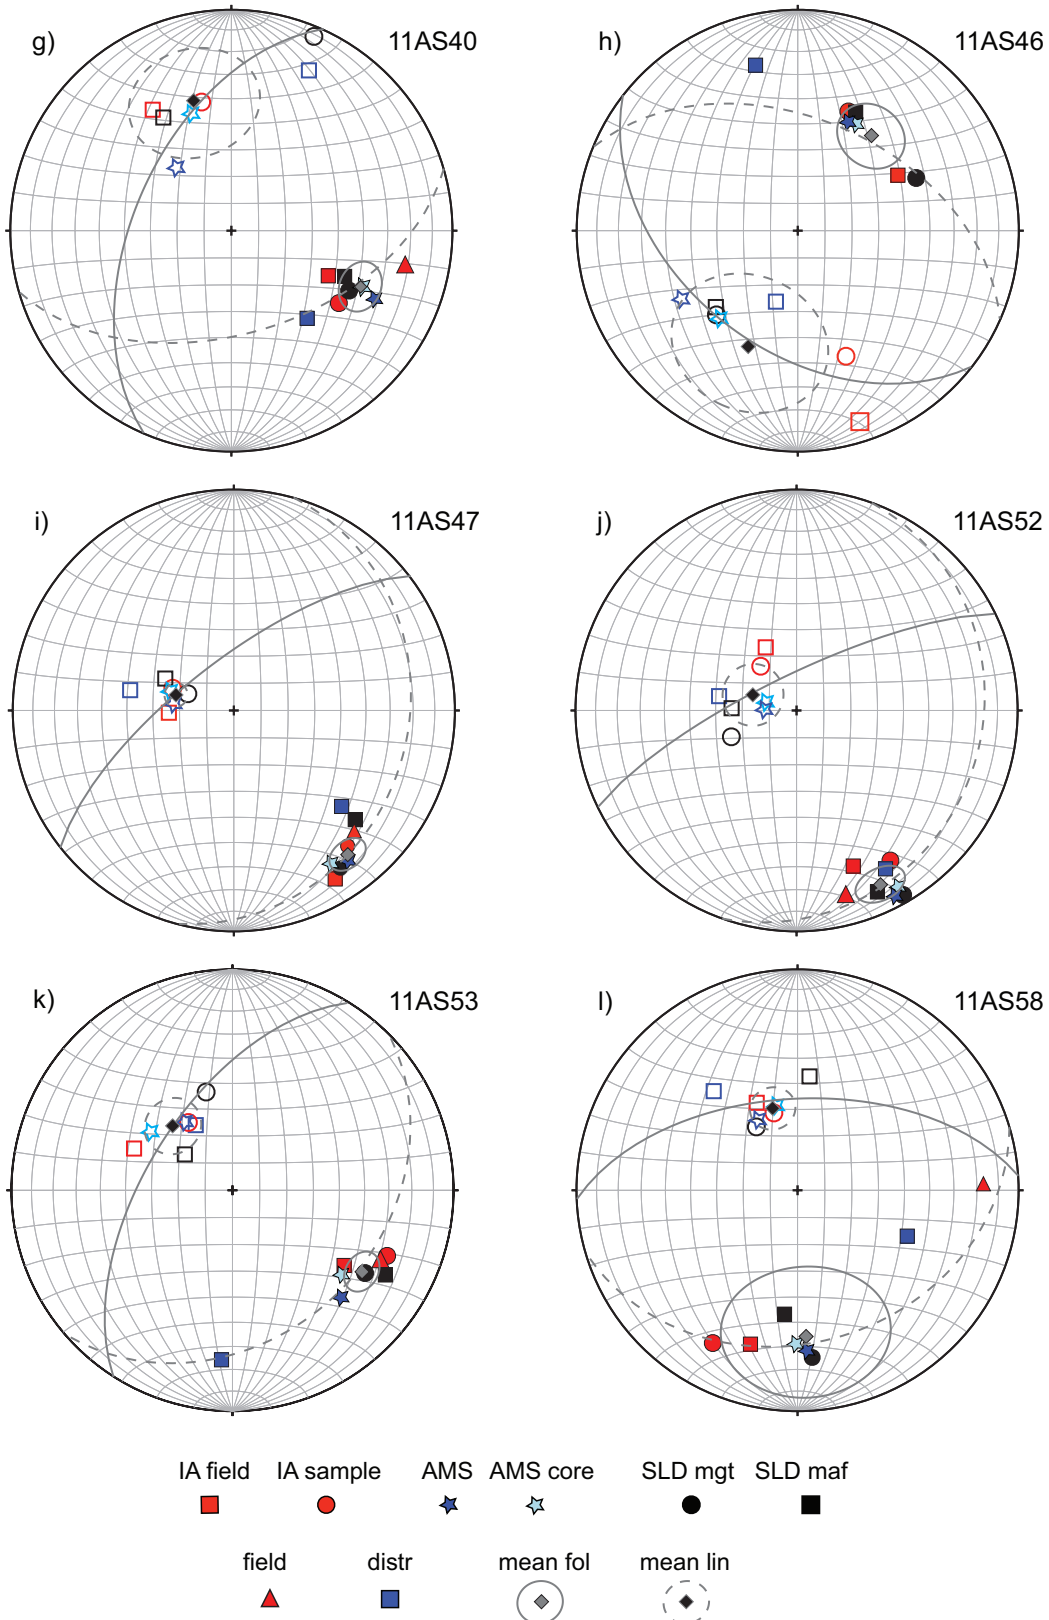 g) 11AS40
h) 11AS46
i) 11AS47
j) 11AS52
k) 11AS53
l) 11AS58
IA field IA sample AMS AMS core SLD mgt SLD maf
field distr mean fol mean lin